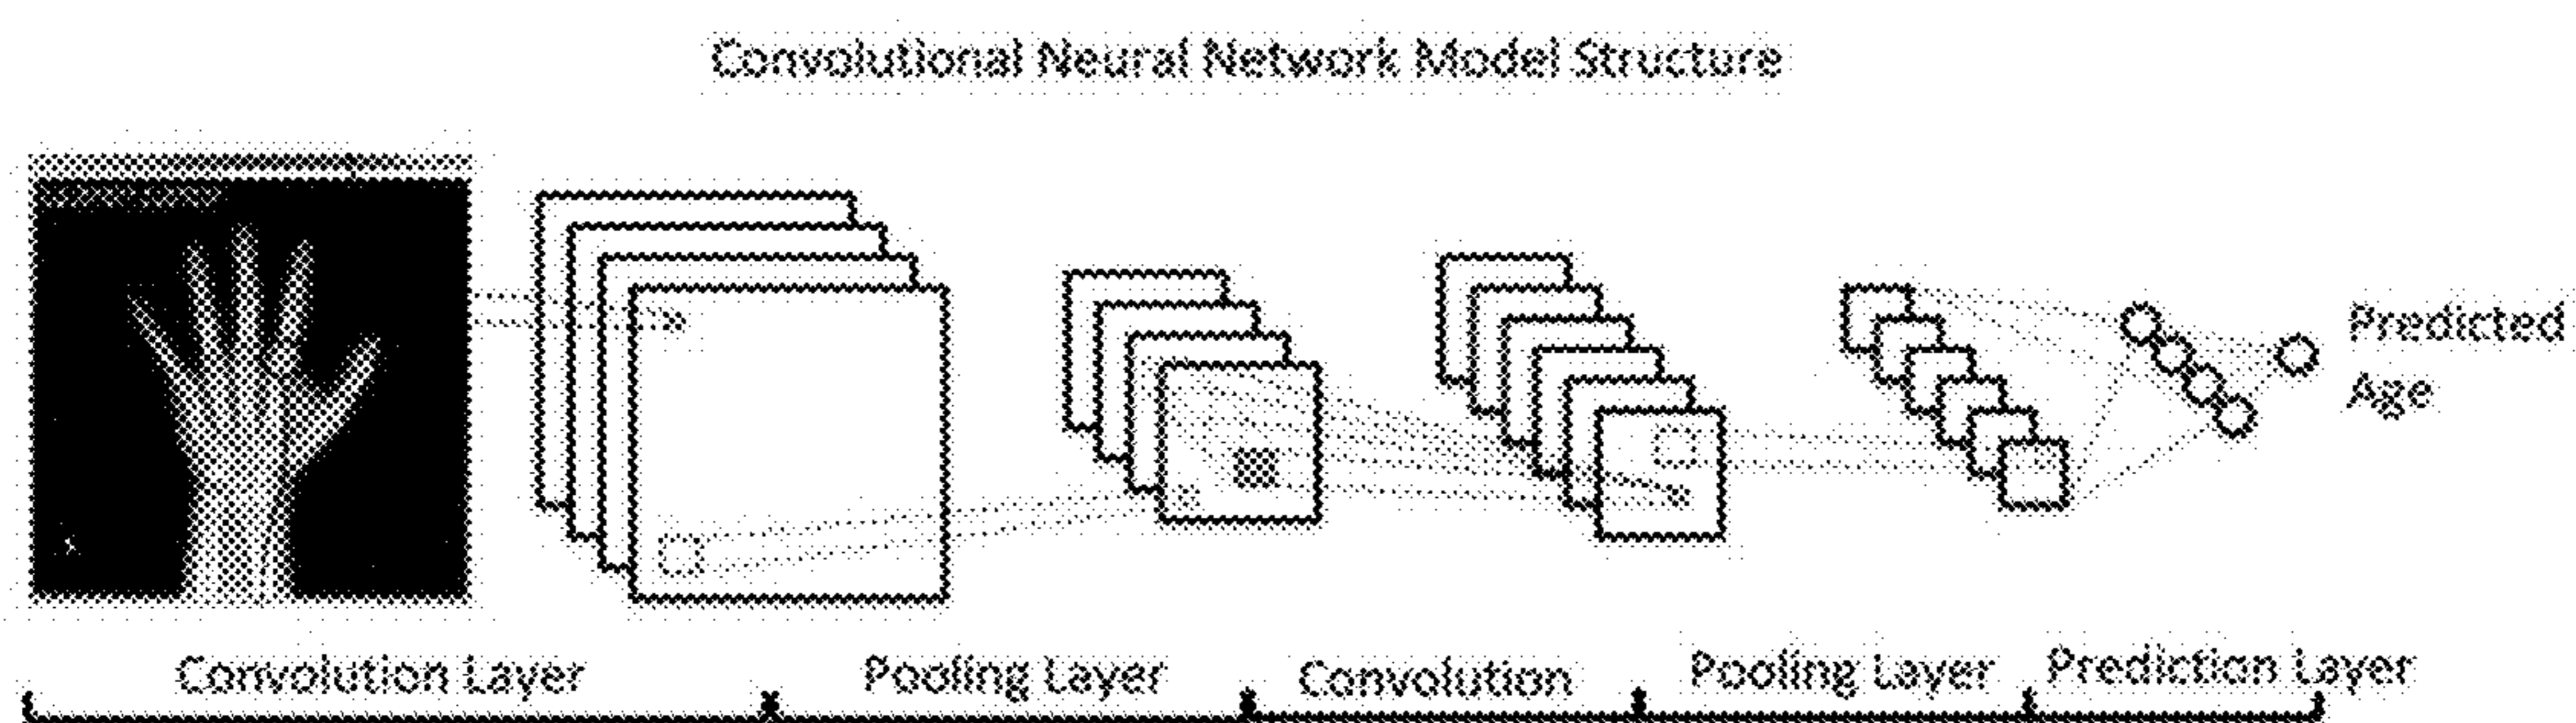 Convolutional Neural Network Model Structure
Predicted
Age
Convolution Layer
Pooling Layer
Convolution
Pooling Layer
Prediction Layer